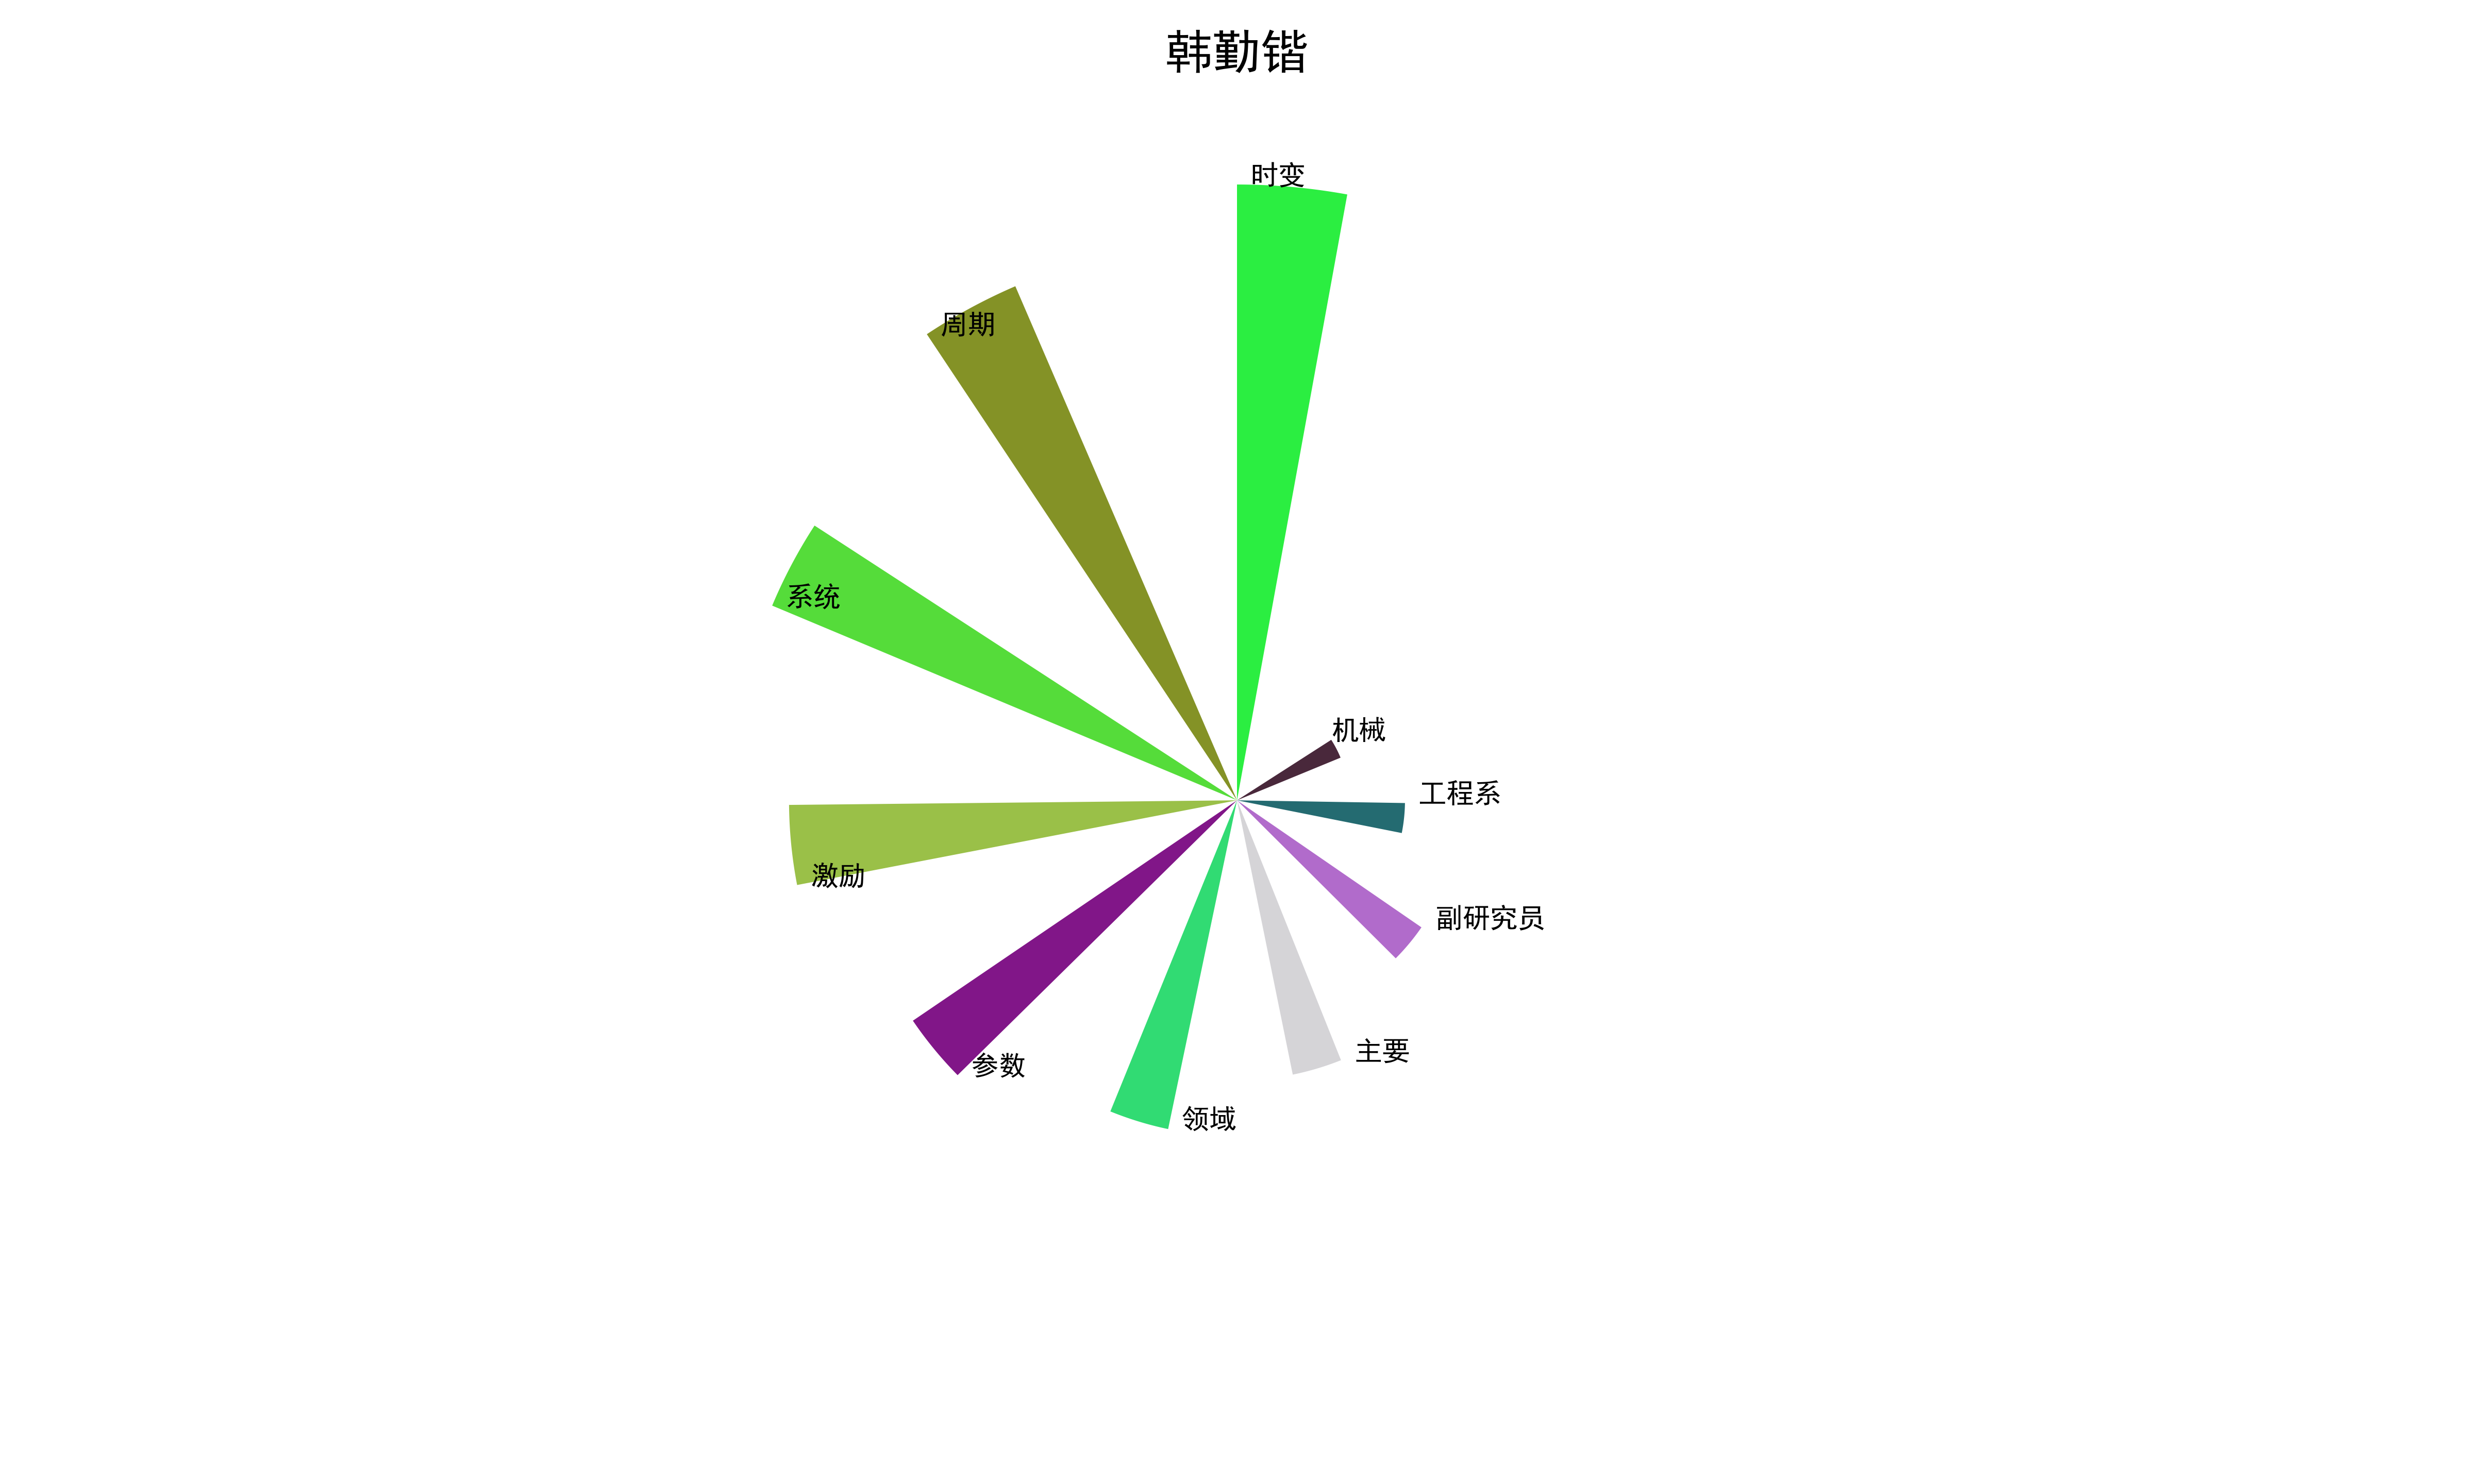 韩勤锴
时变
周期
系统
机械
工程系
激励
副研究员
主要
参数
领域